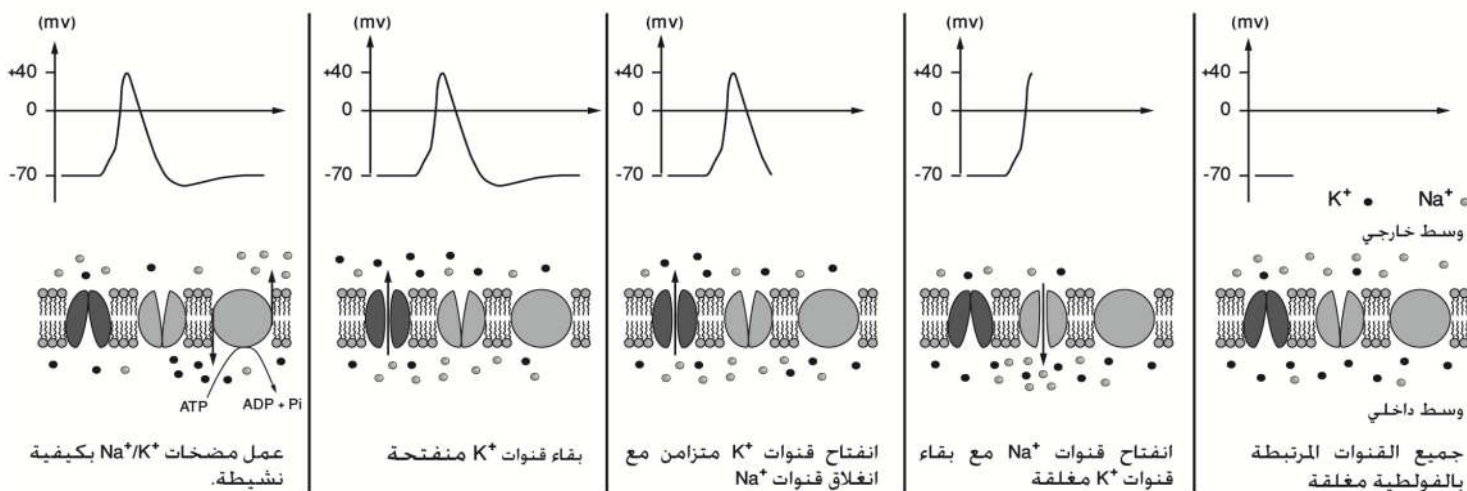 (mv)
+40
0
-70
K⁺ Na⁺
وسط خارجي
وسط داخلي
جميع القنوات المرتبطة
بالفولطية مغلقة
(mv)
+40
0
-70
انفتاح قنوات Na⁺ مع بقاء
قنوات K⁺ مغلقة
(mv)
+40
0
-70
انفتاح قنوات K⁺ متزامن مع
انغلاق قنوات Na⁺
(mv)
+40
0
-70
بقاء قنوات K⁺ منفتحة
(mv)
+40
0
-70
ATP ADP + Pi
عمل مضخات Na⁺/K⁺ بكيفية
نشيطة.